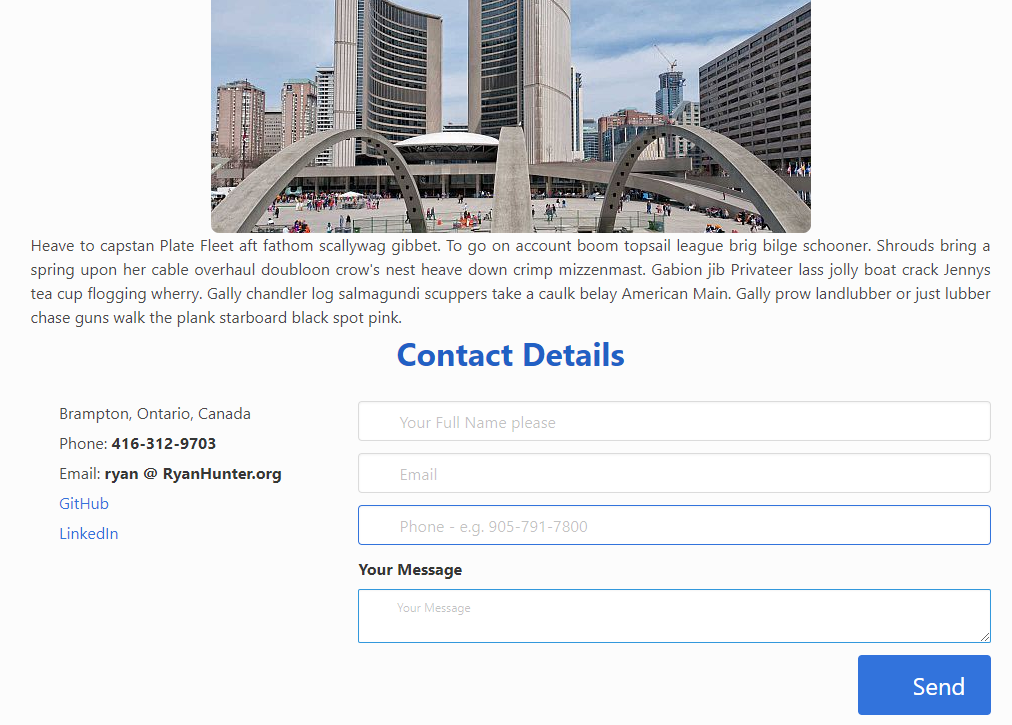 Heave to capstan Plate Fleet aft fathom scallywag gibbet. To go on account boom topsail league brig bilge schooner. Shrouds bring a
spring upon her cable overhaul doubloon crow's nest heave down crimp mizzenmast. Gabion jib Privateer lass jolly boat crack Jennys
tea cup flogging wherry. Gally chandler log salmagundi scuppers take a caulk belay American Main. Gally prow landlubber or just lubber
chase guns walk the plank starboard black spot pink.
Contact Details
Brampton, Ontario, Canada
Phone: 416-312-9703
Email: ryan @ RyanHunter.org
GitHub
LinkedIn
Your Full Name please
Email
Phone - e.g. 905-791-7800
Your Message
Your Message
Send